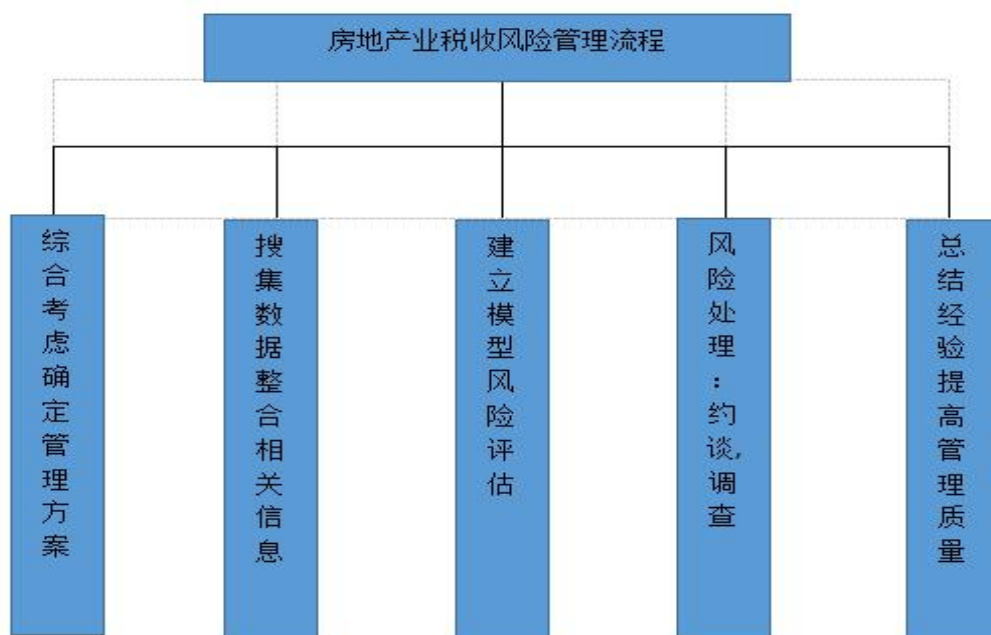 房地产业税收风险管理流程
综合考虑确定管理方案
搜集数据整合相关信息
建立模型风险评估
风险处理：约谈,调查
总结经验提高管理质量